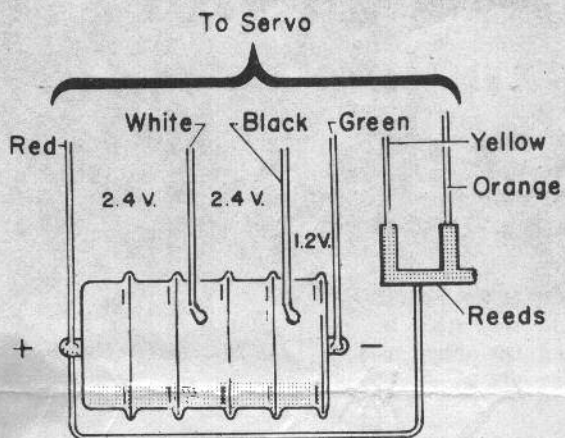 To Servo
White Black Green
Red
Yellow
2.4 V. 2.4 V.
Orange
1.2V.
Reeds
+ −